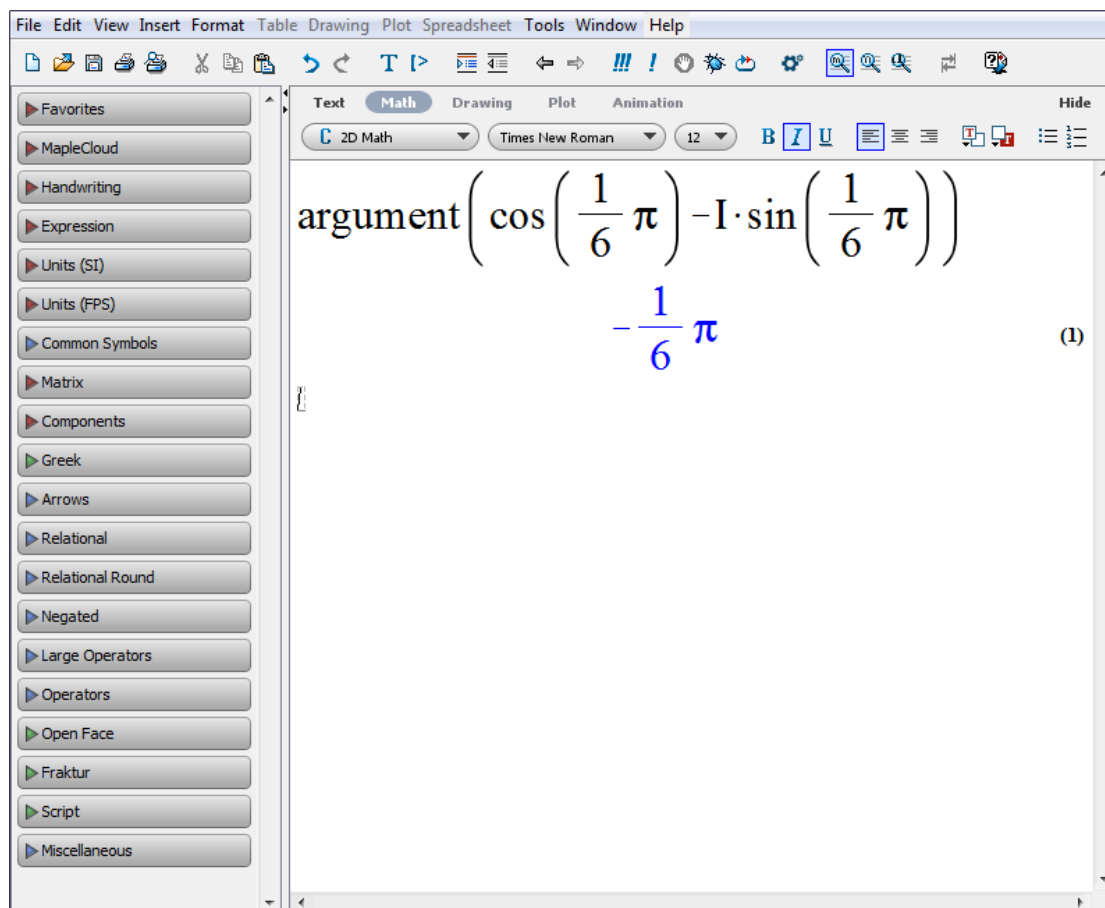 File Edit View Insert Format Table Drawing Plot Spreadsheet Tools Window Help
Text Math Drawing Plot Animation Hide
C 2D Math Times New Roman 12 B I U
Favorites
MapleCloud
Handwriting
Expression
Units (SI)
Units (FPS)
Common Symbols
Matrix
Components
Greek
Arrows
Relational
Relational Round
Negated
Large Operators
Operators
Open Face
Fraktur
Script
Miscellaneous
argument(cos(1/6 π) −I·sin(1/6 π))
−1/6 π (1)